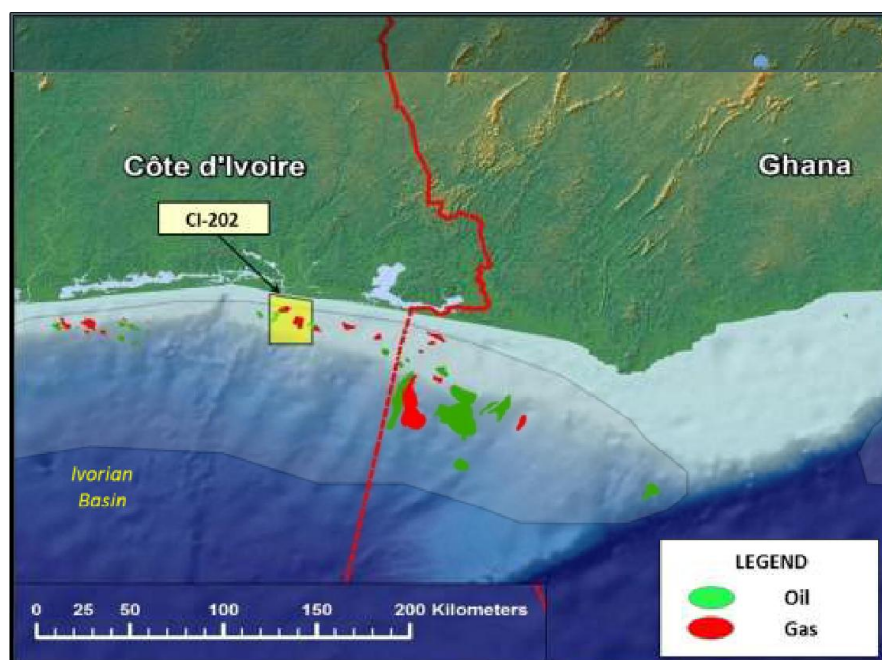 Côte d'Ivoire
Ghana
CI-202
Ivorian
Basin
LEGEND
Oil
Gas
0 25 50 100 150 200 Kilometers